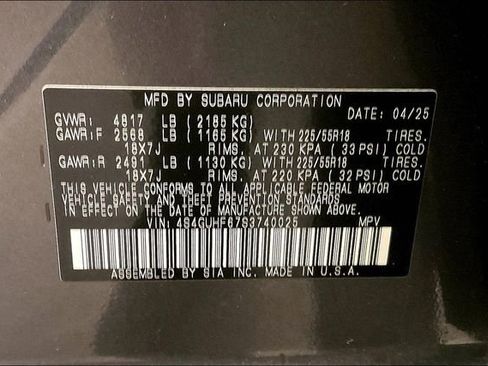 MFD BY SUBARU CORPORATION
DATE: 04/25
GVWR: 4817 LB (2185 KG)
GAWR:F 2568 LB (1165 KG) WITH 225/55R18 TIRES.
18X7J RIMS. AT 230 KPA (33 PSI) COLD
GAWR:R 2491 LB (1130 KG) WITH 225/55R18 TIRES.
18X7J RIMS. AT 220 KPA (32 PSI) COLD
THIS VEHICLE CONFORMS TO ALL APPLICABLE FEDERAL MOTOR
VEHICLE SAFETY, BUMPER, AND THEFT PREVENTION STANDARDS
IN EFFECT ON THE DATE OF MANUFACTURE SHOWN ABOVE.
VIN: 4S4GUHF67S3740025 MPV
ASSEMBLED BY SIA INC. MADE IN U.S.A.